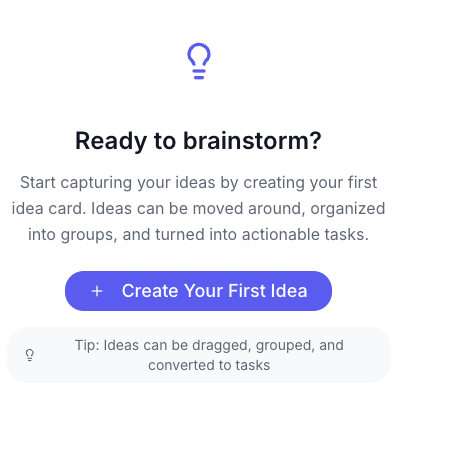 Ready to brainstorm?
Start capturing your ideas by creating your first
idea card. Ideas can be moved around, organized
into groups, and turned into actionable tasks.
Create Your First Idea
Tip: Ideas can be dragged, grouped, and
converted to tasks